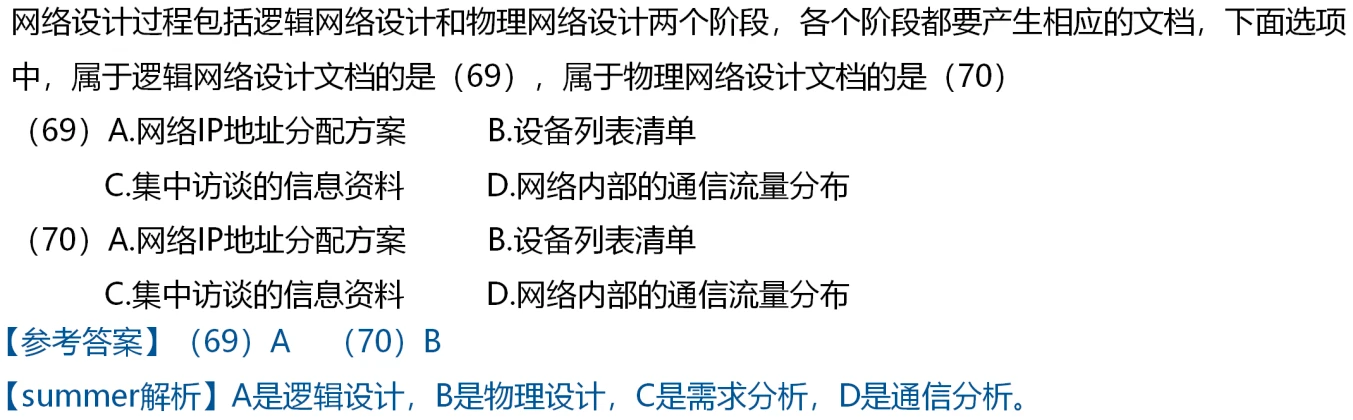 网络设计过程包括逻辑网络设计和物理网络设计两个阶段，各个阶段都要产生相应的文档，下面选项
中，属于逻辑网络设计文档的是（69），属于物理网络设计文档的是（70）
（69）A.网络IP地址分配方案 B.设备列表清单
C.集中访谈的信息资料 D.网络内部的通信流量分布
（70）A.网络IP地址分配方案 B.设备列表清单
C.集中访谈的信息资料 D.网络内部的通信流量分布
【参考答案】（69）A （70）B
【summer解析】A是逻辑设计，B是物理设计，C是需求分析，D是通信分析。